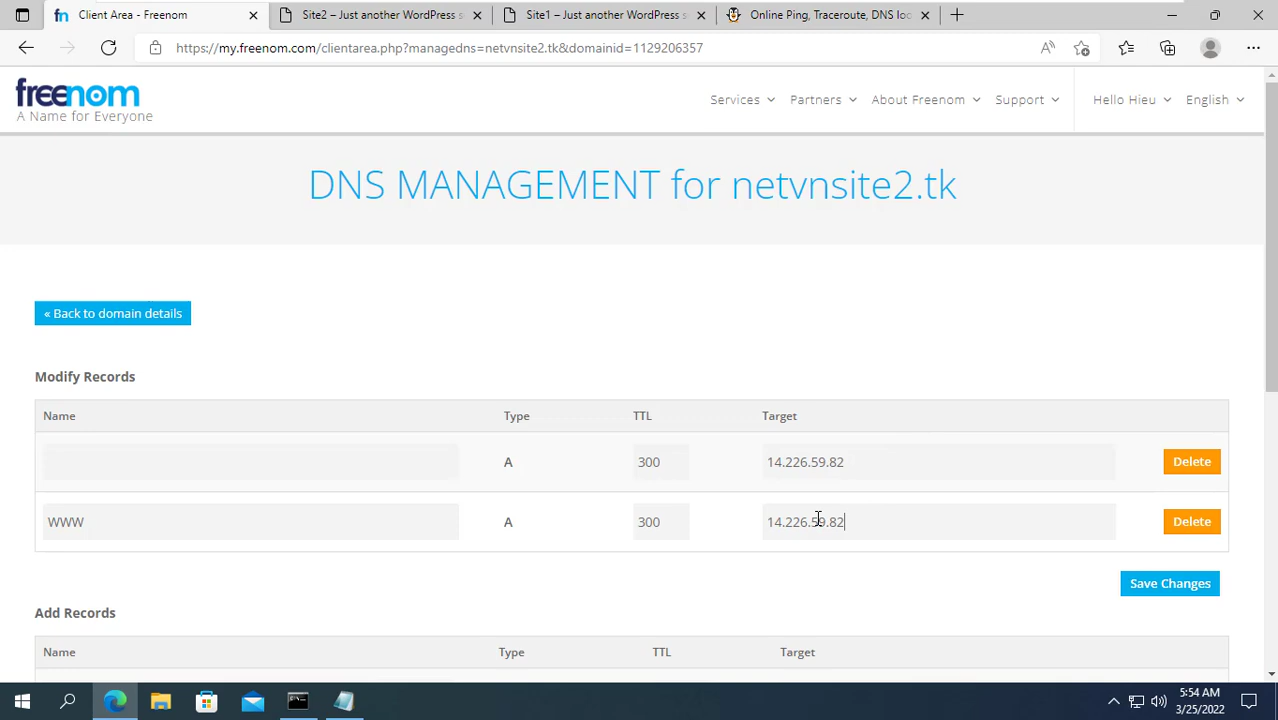 Client Area - Freenom
Site2 – Just another WordPress s
Site1 – Just another WordPress se
Online Ping, Traceroute, DNS loo
https://my.freenom.com/clientarea.php?managedns=netvnsite2.tk&domainid=1129206357
freenom
A Name for Everyone
Services
Partners
About Freenom
Support
Hello Hieu
English
DNS MANAGEMENT for netvnsite2.tk
« Back to domain details
Modify Records
Name Type TTL Target
A 300 14.226.59.82 Delete
WWW A 300 14.226.59.82 Delete
Save Changes
Add Records
Name Type TTL Target
5:54 AM
3/25/2022